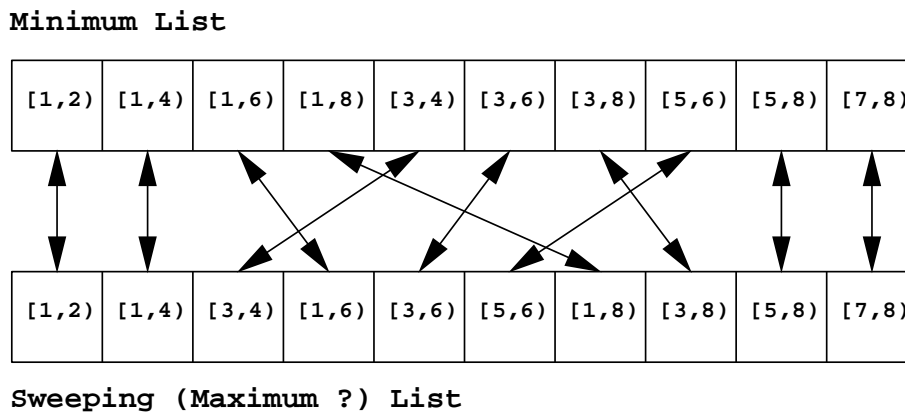 Minimum List
[1,2) [1,4) [1,6) [1,8) [3,4) [3,6) [3,8) [5,6) [5,8) [7,8)
[1,2) [1,4) [3,4) [1,6) [3,6) [5,6) [1,8) [3,8) [5,8) [7,8)
Sweeping (Maximum ?) List